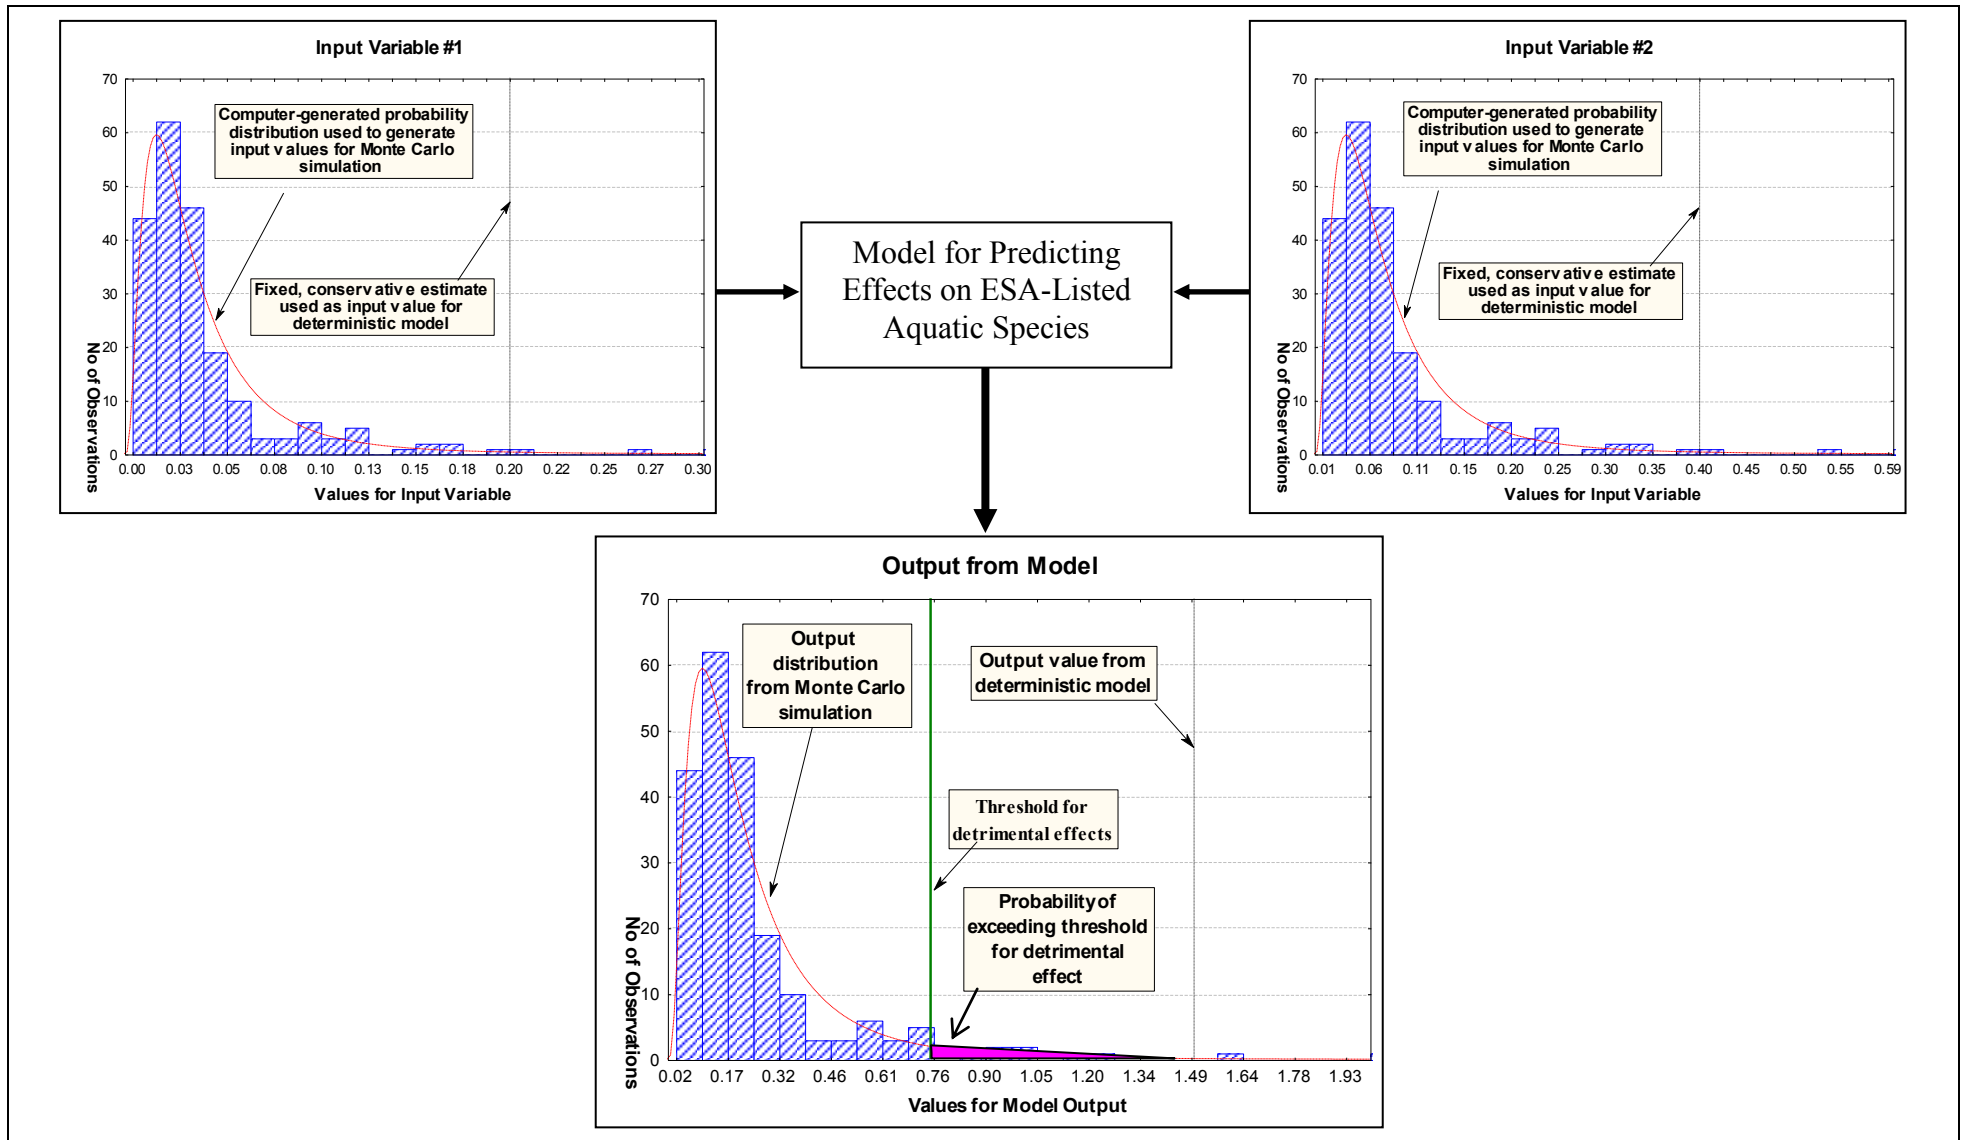 Input Variable #1
70
60
50
40
30
20
10
0
No of Observations
Computer-generated probability
distribution used to generate
input values for Monte Carlo
simulation
Fixed, conservative estimate
used as input value for
deterministic model
0.00 0.03 0.05 0.08 0.10 0.13 0.15 0.18 0.20 0.22 0.25 0.27 0.30
Values for Input Variable
Model for Predicting
Effects on ESA-Listed
Aquatic Species
Input Variable #2
70
60
50
40
30
20
10
0
No of Observations
Computer-generated probability
distribution used to generate
input values for Monte Carlo
simulation
Fixed, conservative estimate
used as input value for
deterministic model
0.01 0.06 0.11 0.15 0.20 0.25 0.30 0.35 0.40 0.45 0.50 0.55 0.59
Values for Input Variable
Output from Model
70
60
50
40
30
20
10
0
No of Observations
Output
distribution
from Monte Carlo
simulation
Output value from
deterministic model
Threshold for
detrimental effects
Probability of
exceeding threshold
for detrimental
effect
0.02 0.17 0.32 0.46 0.61 0.76 0.90 1.05 1.20 1.34 1.49 1.64 1.78 1.93
Values for Model Output